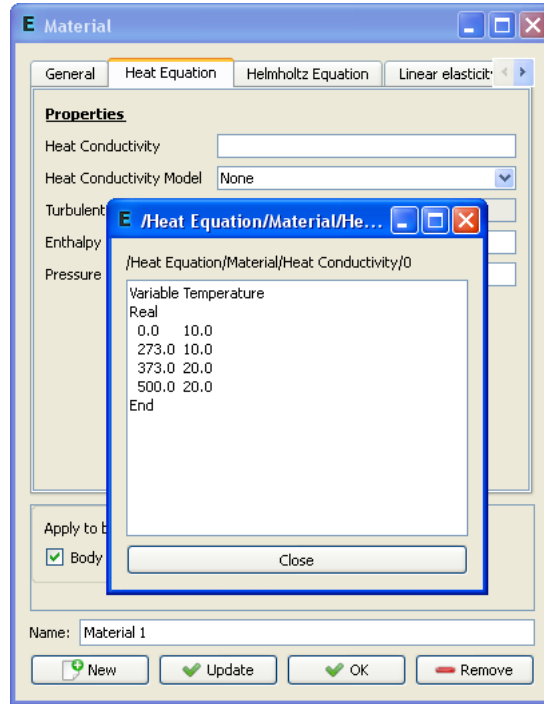 E Material
General Heat Equation Helmholtz Equation Linear elasticit
Properties
Heat Conductivity
Heat Conductivity Model None
Turbulent
Enthalpy
Pressure
E /Heat Equation/Material/He...
/Heat Equation/Material/Heat Conductivity/0
Variable Temperature
Real
0.0 10.0
273.0 10.0
373.0 20.0
500.0 20.0
End
Close
Apply to b
Body
Name: Material 1
New Update OK Remove